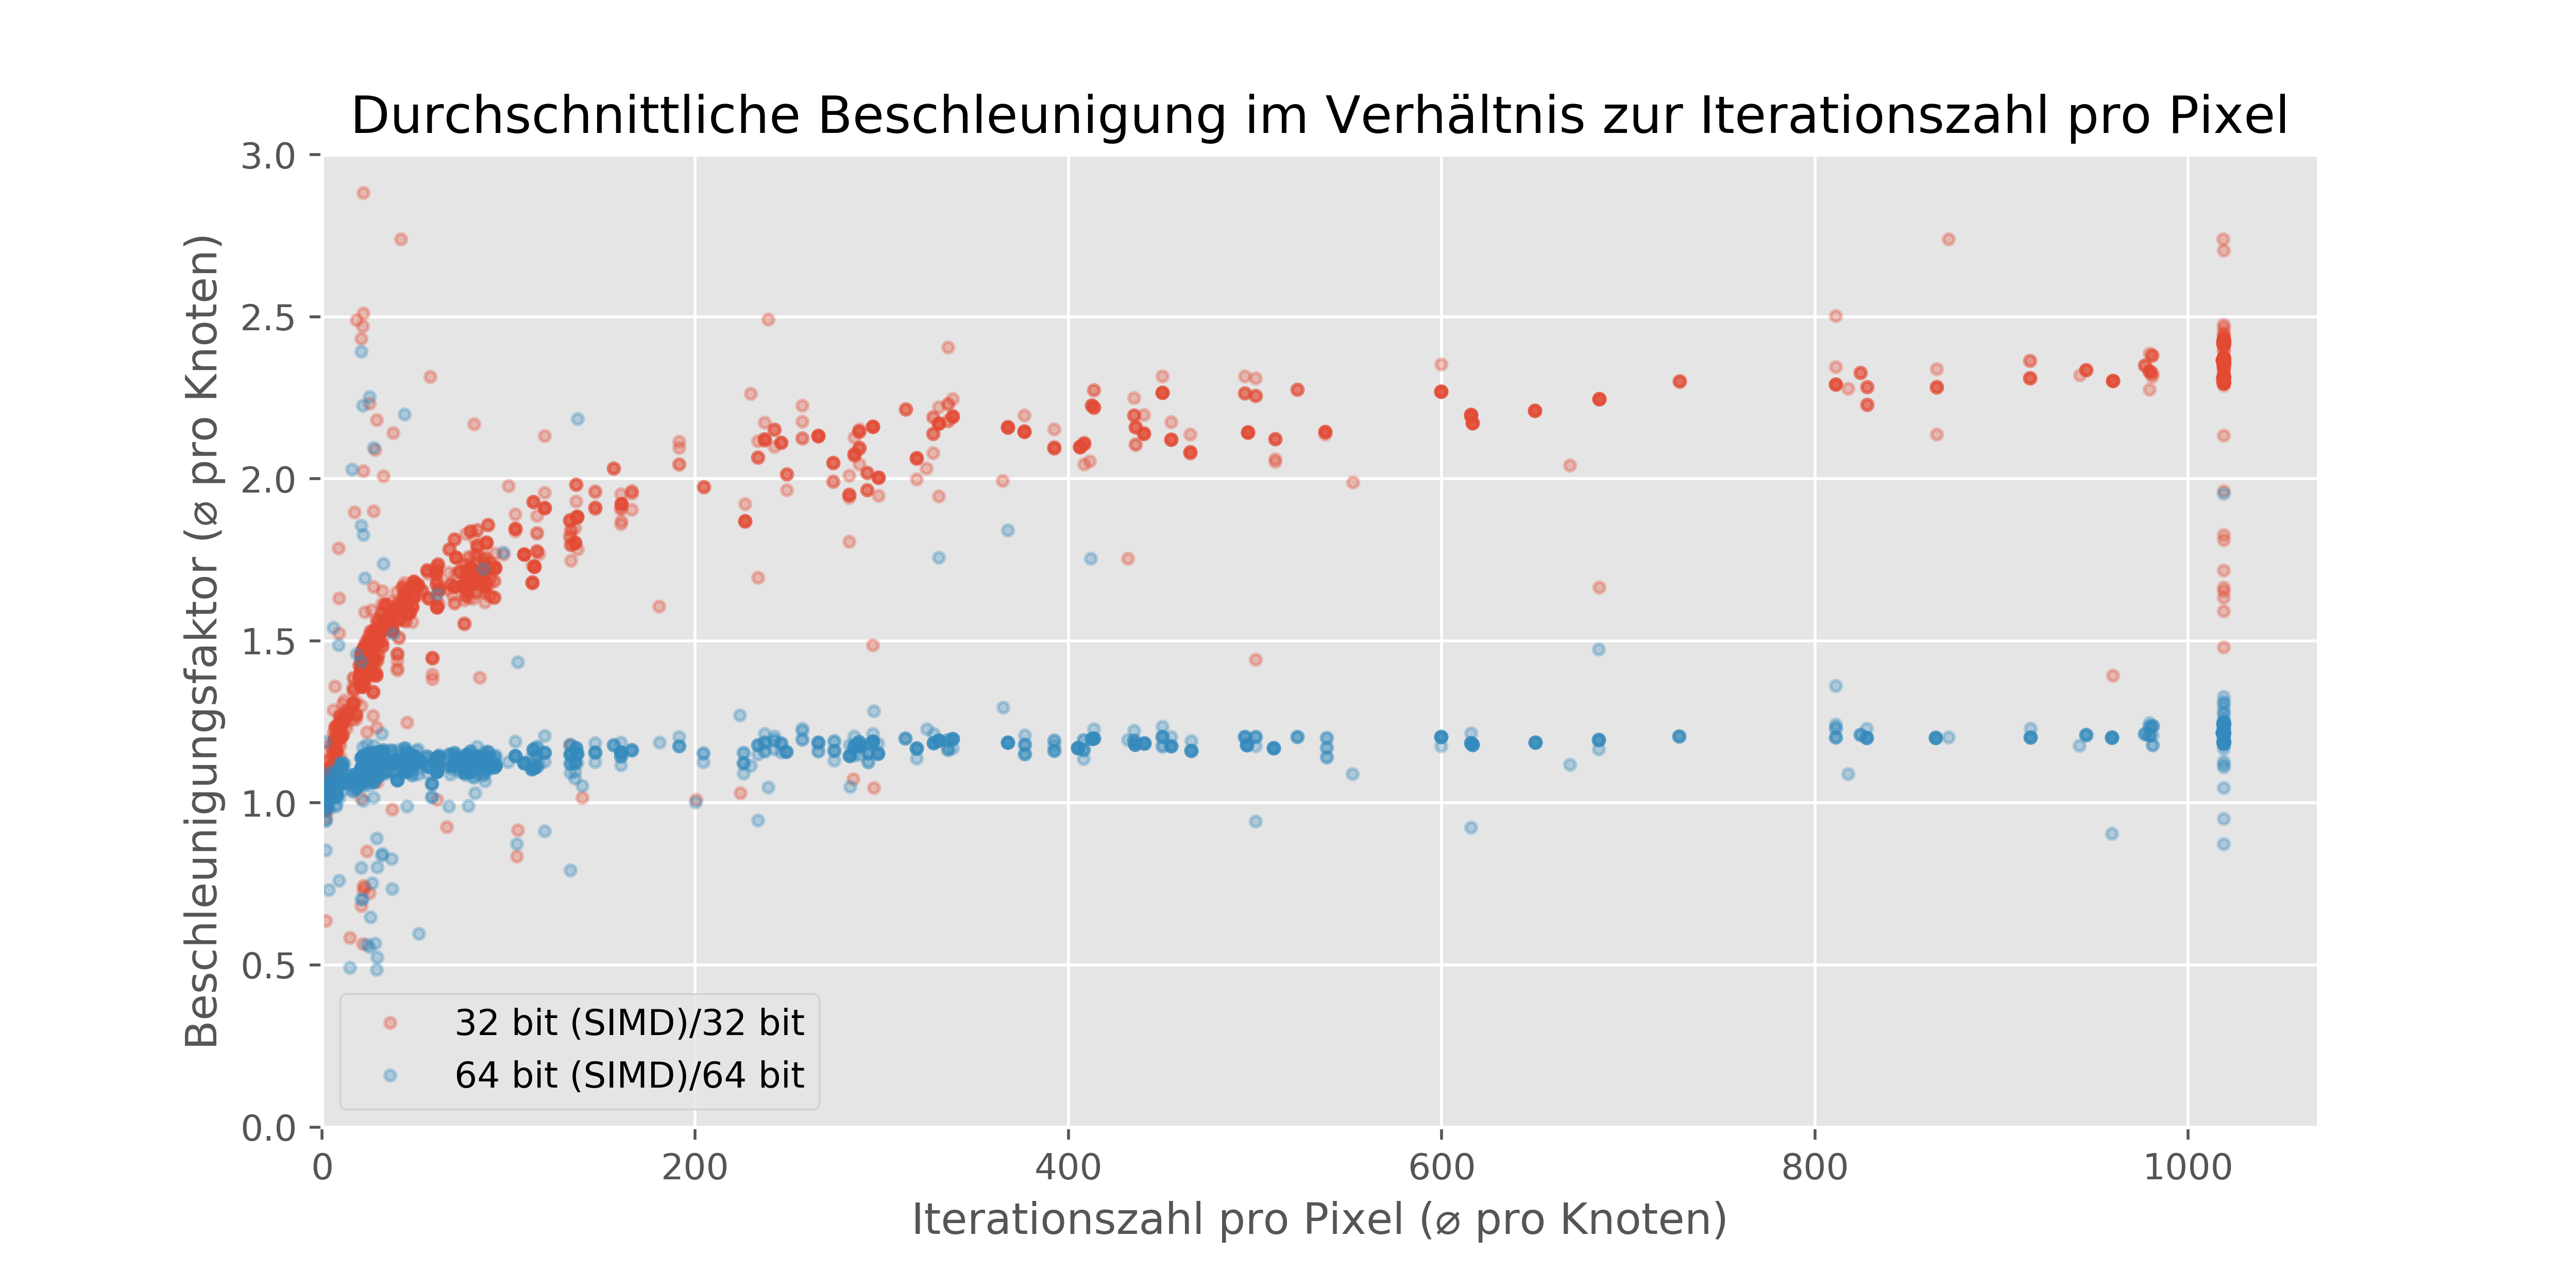 Durchschnittliche Beschleunigung im Verhältnis zur Iterationszahl pro Pixel
Beschleunigungsfaktor (⌀ pro Knoten)
3.0
2.5
2.0
1.5
1.0
0.5
0.0
32 bit (SIMD)/32 bit
64 bit (SIMD)/64 bit
0 200 400 600 800 1000
Iterationszahl pro Pixel (⌀ pro Knoten)